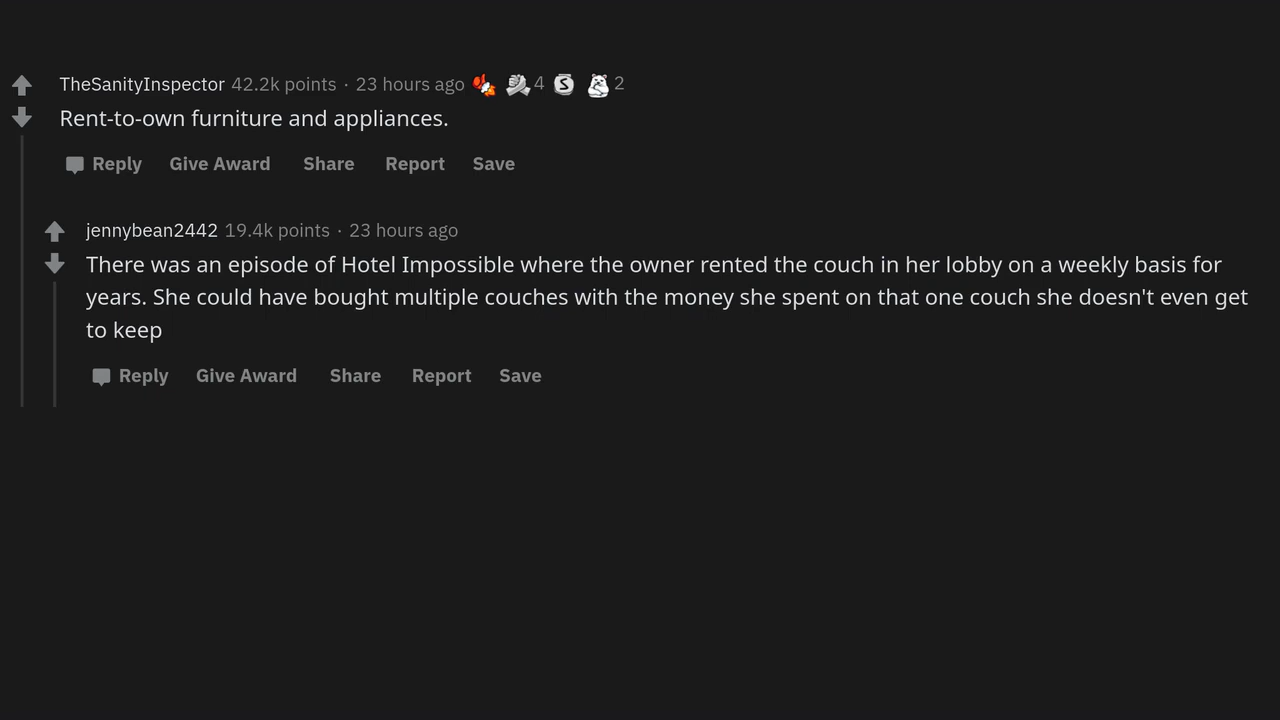 TheSanityInspector 42.2k points · 23 hours ago 4 S 2
Rent-to-own furniture and appliances.
Reply Give Award Share Report Save
jennybean2442 19.4k points · 23 hours ago
There was an episode of Hotel Impossible where the owner rented the couch in her lobby on a weekly basis for
years. She could have bought multiple couches with the money she spent on that one couch she doesn't even get
to keep
Reply Give Award Share Report Save